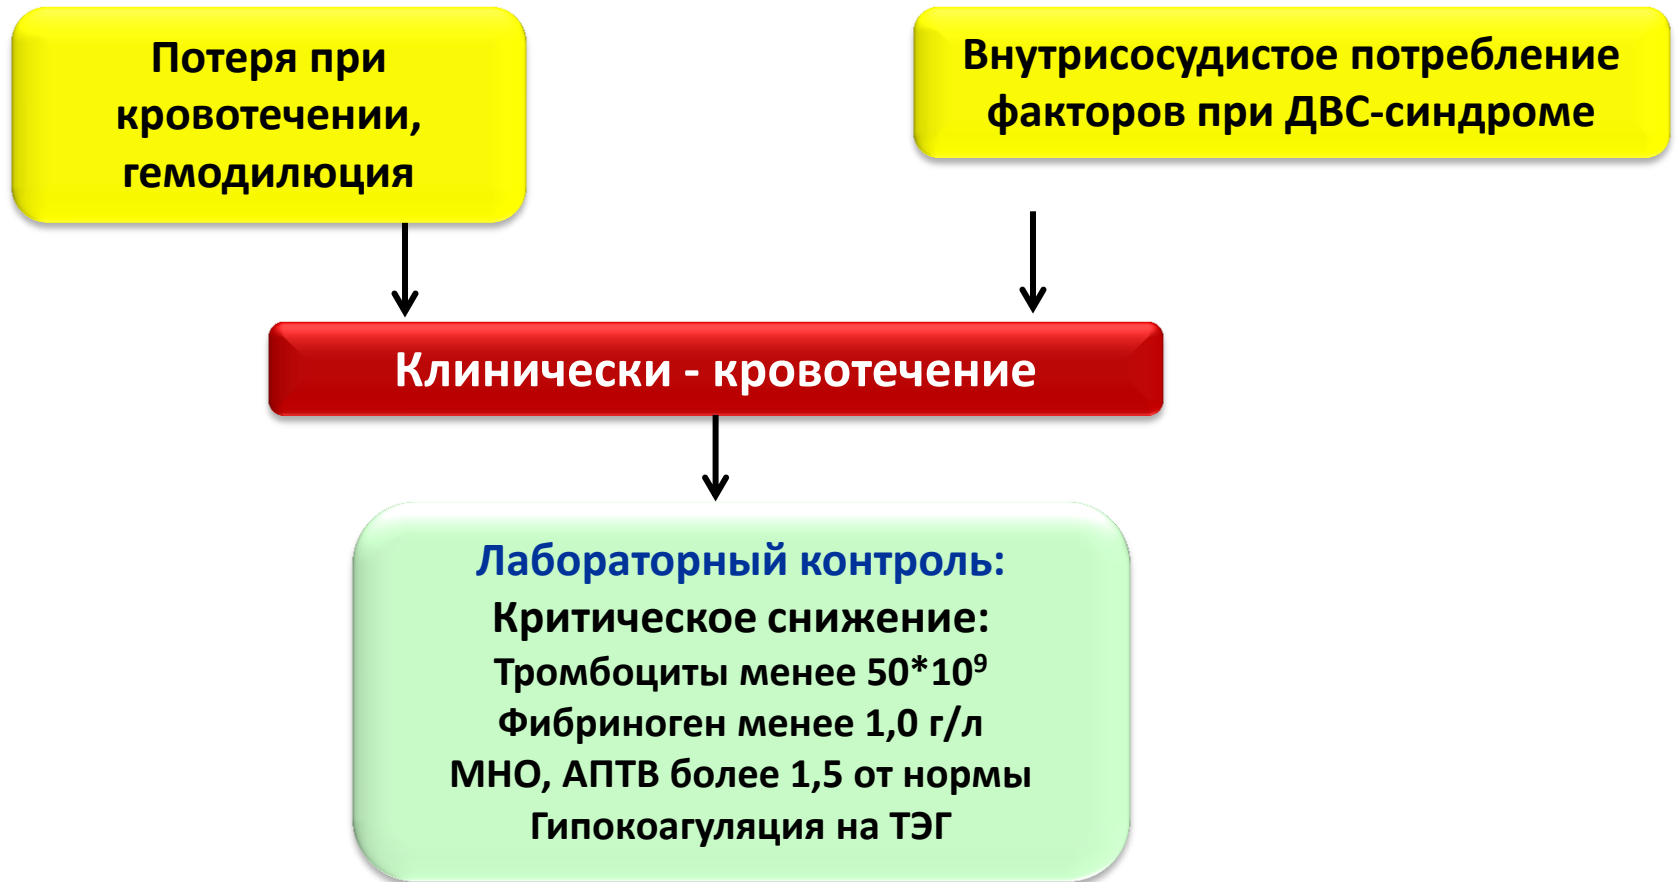 Потеря при
кровотечении,
гемодилюция
Внутрисосудистое потребление
факторов при ДВС-синдроме
Клинически - кровотечение
Лабораторный контроль:
Критическое снижение:
Тромбоциты менее 50*10⁹
Фибриноген менее 1,0 г/л
МНО, АПТВ более 1,5 от нормы
Гипокоагуляция на ТЭГ